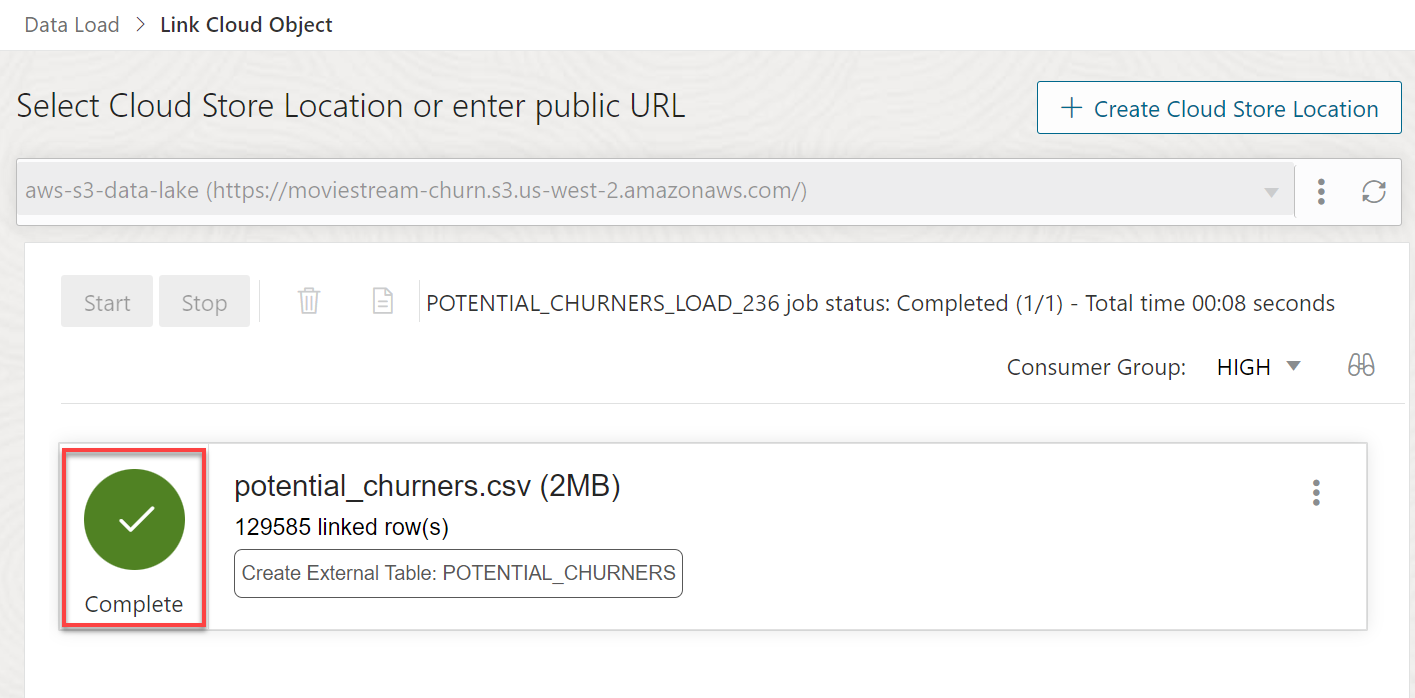 Data Load > Link Cloud Object
Select Cloud Store Location or enter public URL
+ Create Cloud Store Location
aws-s3-data-lake (https://moviestream-churn.s3.us-west-2.amazonaws.com/)
Start Stop POTENTIAL_CHURNERS_LOAD_236 job status: Completed (1/1) - Total time 00:08 seconds
Consumer Group: HIGH
potential_churners.csv (2MB)
129585 linked row(s)
Create External Table: POTENTIAL_CHURNERS
Complete